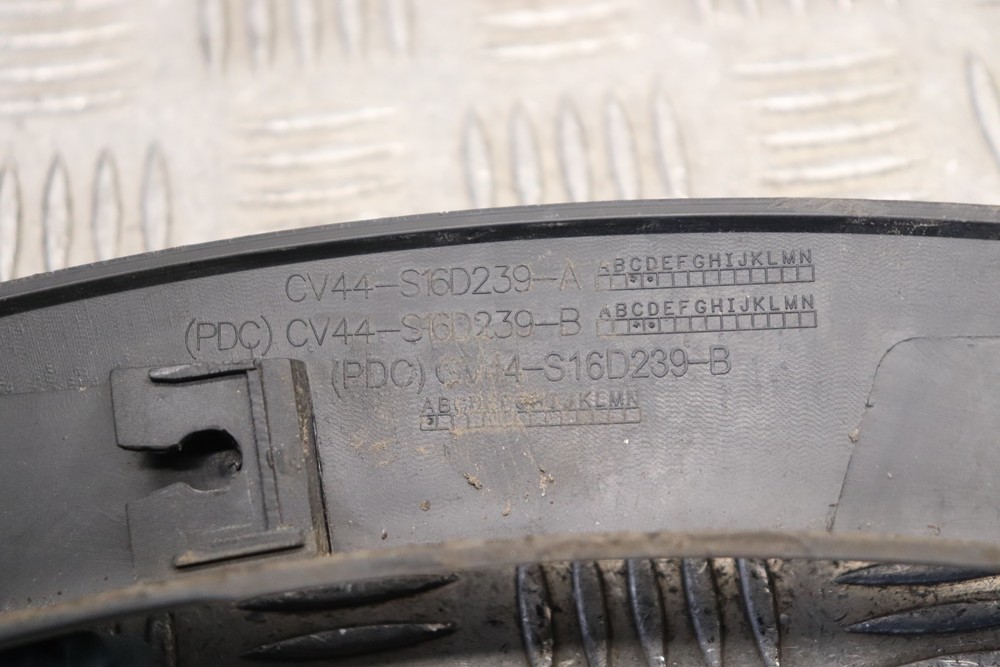 CV44-S16D239-A ABCDEFGHIJKLMN
(PDC) CV44-S16D239-B ABCDEFGHIJKLMN
(PDC) CV44-S16D239-B
ABCDEFGHIJKLMN